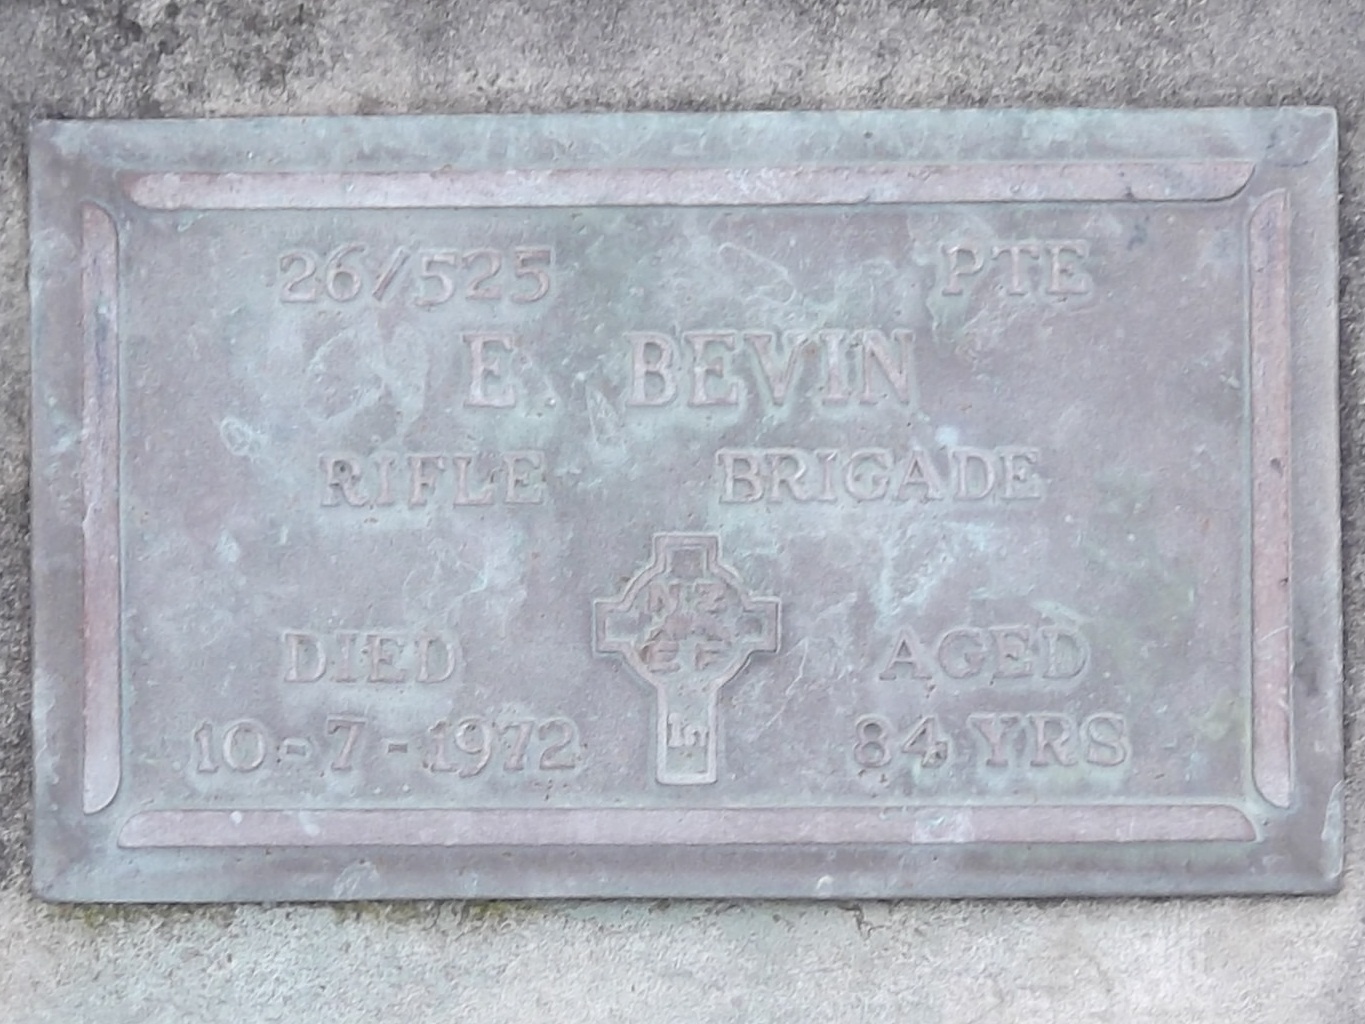 26/525 PTE
E. BEVIN
RIFLE BRIGADE
NZ
EF
DIED AGED
10-7-1972 84 YRS